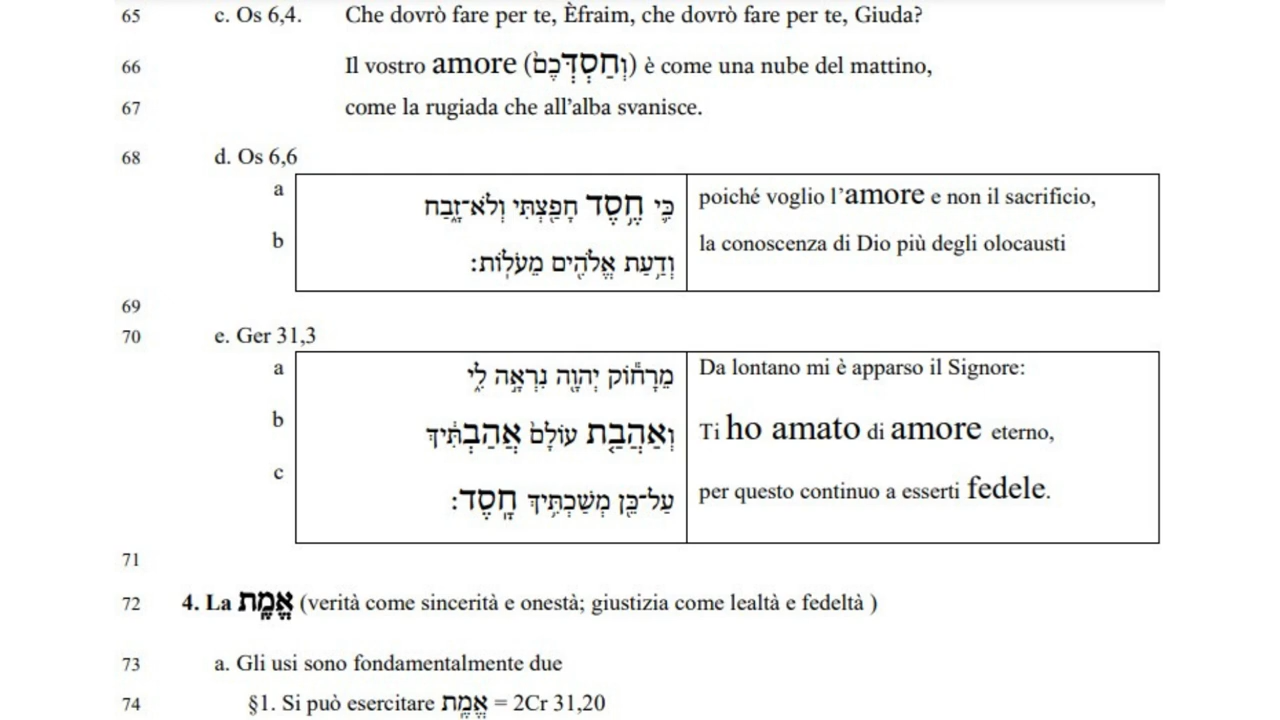 65 c. Os 6,4. Che dovrò fare per te, Èfraim, che dovrò fare per te, Giuda?
66 Il vostro amore (וְֽחַסְדְּכֶם֙) è come una nube del mattino,
67 come la rugiada che all’alba svanisce.
68 d. Os 6,6
a כִּ֛י חֶ֥סֶד חָפַ֖צְתִּי וְלֹא־זָ֑בַח poiché voglio l’amore e non il sacrificio,
b וְדַ֥עַת אֱלֹהִ֖ים מֵעֹלֽוֹת׃ la conoscenza di Dio più degli olocausti
69
70 e. Ger 31,3
a מֵרָח֕וֹק יְהוָ֖ה נִרְאָ֣ה לִ֑י Da lontano mi è apparso il Signore:
b וְאַהֲבַ֤ת עוֹלָם֙ אֲהַבְתִּ֔יךְ Ti ho amato di amore eterno,
c עַל־כֵּ֖ן מְשַׁכְתִּ֥יךְ חָֽסֶד׃ per questo continuo a esserti fedele.
71
72 4. La אֱמֶ֑ת (verità come sincerità e onestà; giustizia come lealtà e fedeltà )
73 a. Gli usi sono fondamentalmente due
74 §1. Si può esercitare אֱמֶ֑ת = 2Cr 31,20